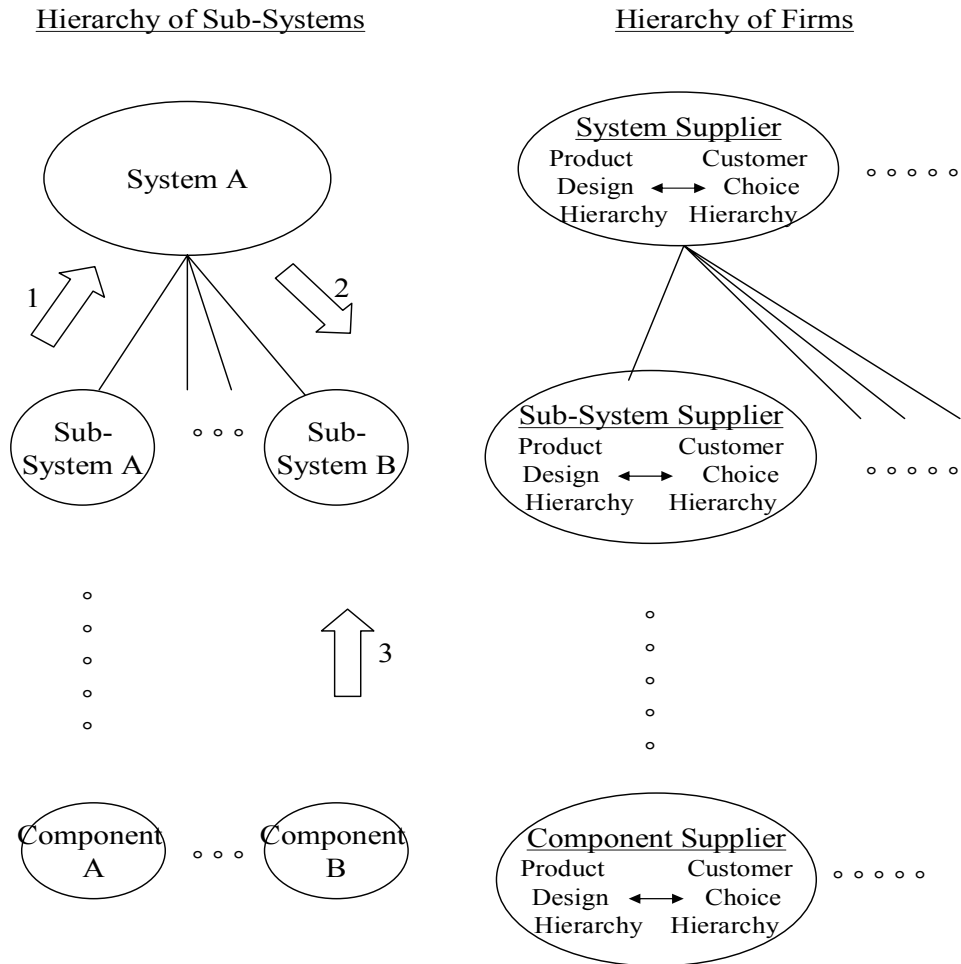 Hierarchy of Sub-Systems
Hierarchy of Firms
System A
1
2
Sub-
System A
Sub-
System B
3
Component
A
Component
B
System Supplier
Product Customer
Design Choice
Hierarchy Hierarchy
Sub-System Supplier
Product Customer
Design Choice
Hierarchy Hierarchy
Component Supplier
Product Customer
Design Choice
Hierarchy Hierarchy